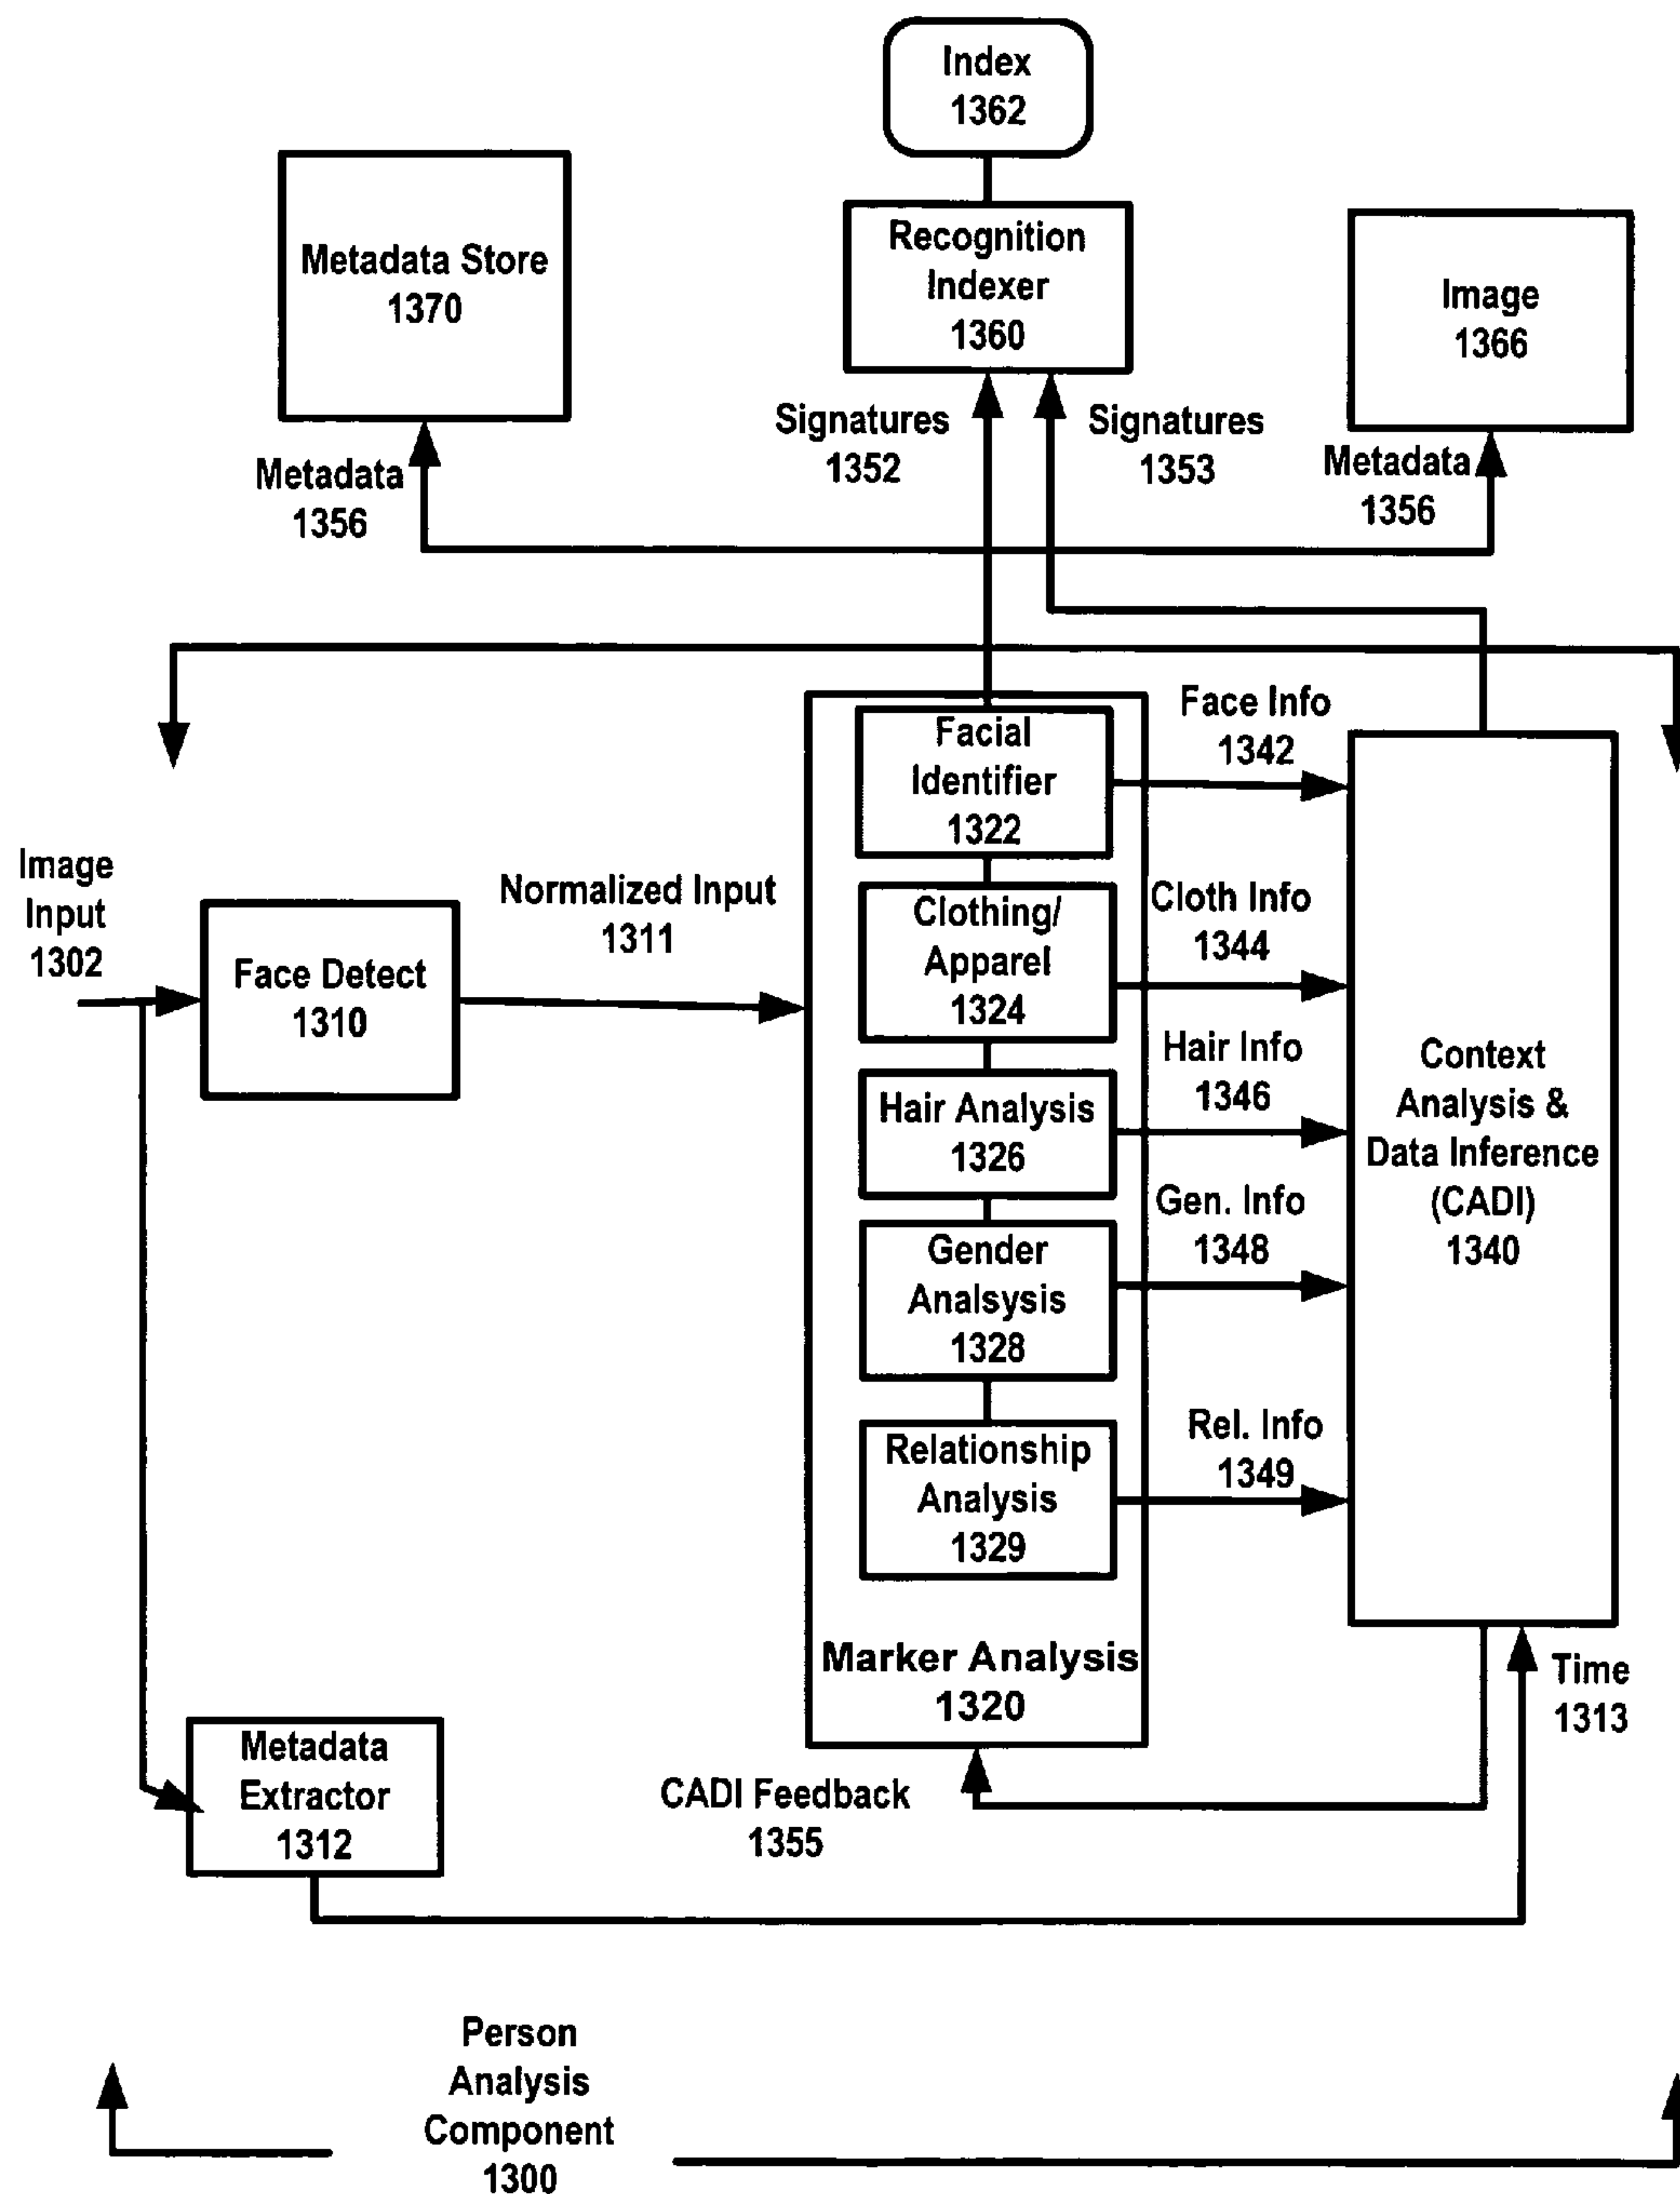 Index
1362
Metadata Store
1370
Recognition
Indexer
1360
Image
1366
Signatures
1352
Signatures
1353
Metadata
1356
Metadata
1356
Face Info
1342
Facial
Identifier
1322
Image
Input
1302
Normalized Input
1311
Cloth Info
1344
Clothing/
Apparel
1324
Face Detect
1310
Hair Info
1346
Hair Analysis
1326
Context
Analysis &
Data Inference
(CADI)
1340
Gen. Info
1348
Gender
Analsysis
1328
Rel. Info
1349
Relationship
Analysis
1329
Marker Analysis
1320
Time
1313
Metadata
Extractor
1312
CADI Feedback
1355
Person
Analysis
Component
1300